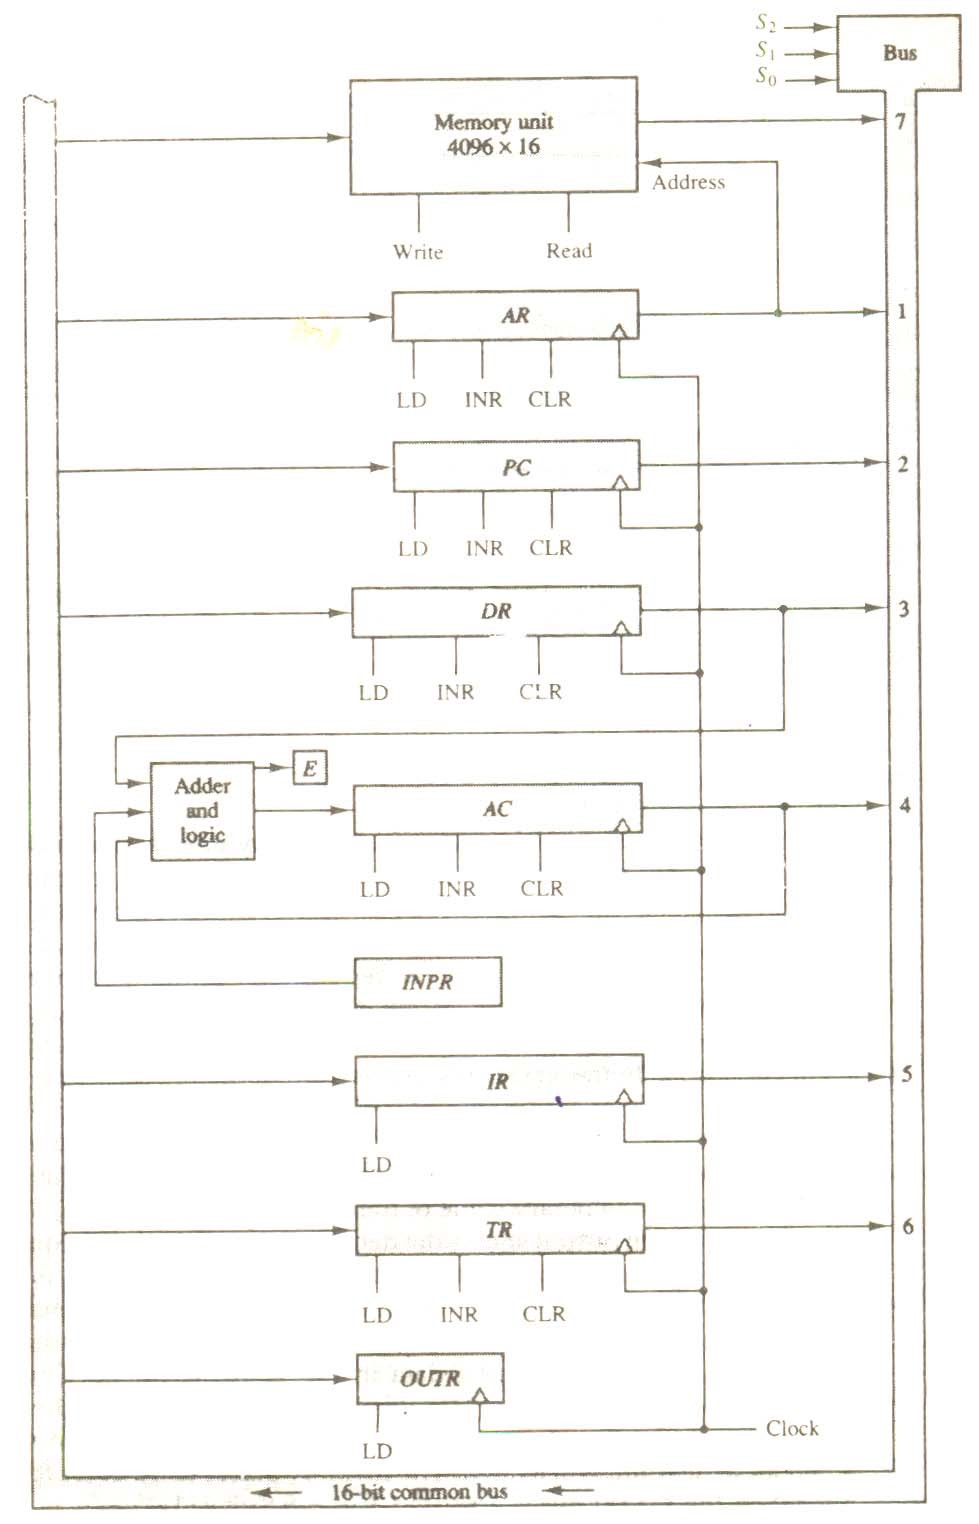 S2
S1
S0
Bus
Memory unit
4096 × 16
7
Address
Write Read
AR
1
LD INR CLR
PC
2
LD INR CLR
DR
3
LD INR CLR
Adder
and
logic
E
AC
4
LD INR CLR
INPR
IR
5
LD
TR
6
LD INR CLR
OUTR
LD
Clock
16-bit common bus